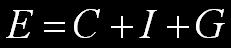 E = C + I + G